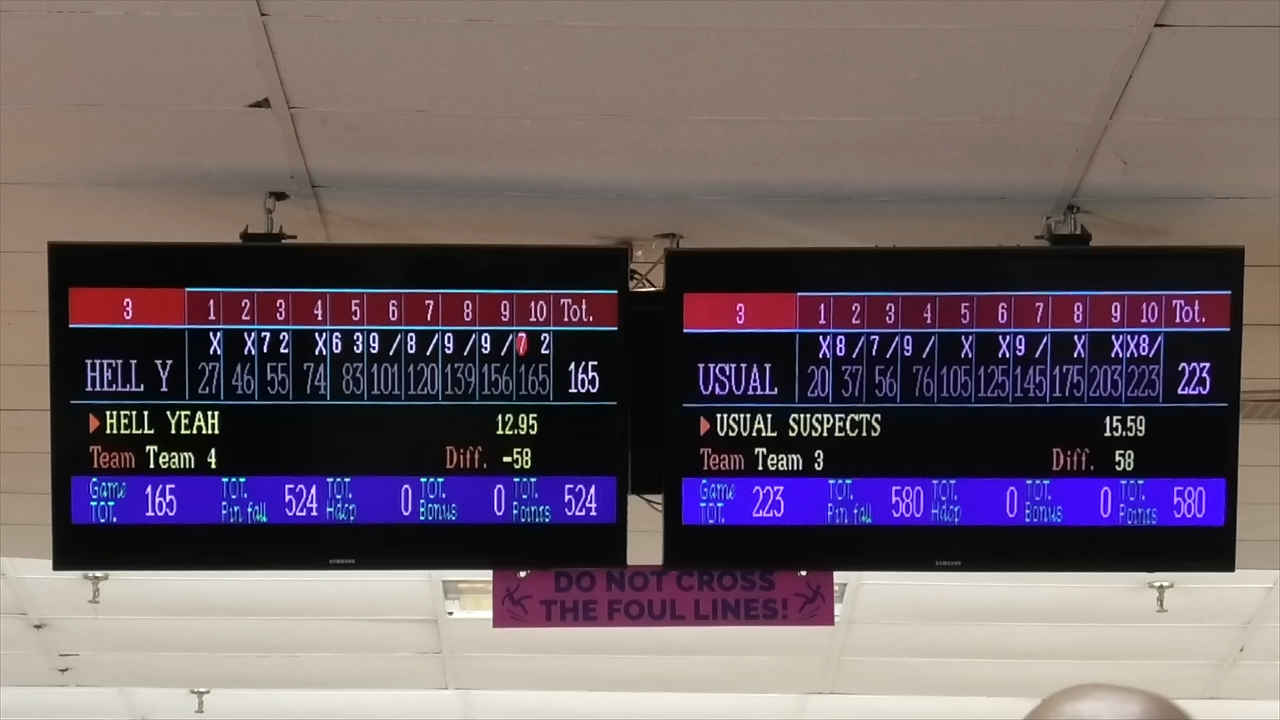 3 1 2 3 4 5 6 7 8 9 10 Tot.
X X 7 2 X 6 3 9 / 8 / 9 / 9 / 7 2
HELL Y 27 46 55 74 83 101 120 139 156 165 165
HELL YEAH 12.95
Team Team 4 Diff. -58
Game TOT. 165 TOT. Pin fall 524 TOT. Hdcp 0 TOT. Bonus 0 TOT. Points 524
SAMSUNG
3 1 2 3 4 5 6 7 8 9 10 Tot.
X 8 / 7 / 9 / X X 9 / X X X8/
USUAL 20 37 56 76 105 125 145 175 203 223 223
USUAL SUSPECTS 15.59
Team Team 3 Diff. 58
Game TOT. 223 TOT. Pin fall 580 TOT. Hdcp 0 TOT. Bonus 0 TOT. Points 580
SAMSUNG
DO NOT CROSS
THE FOUL LINES!